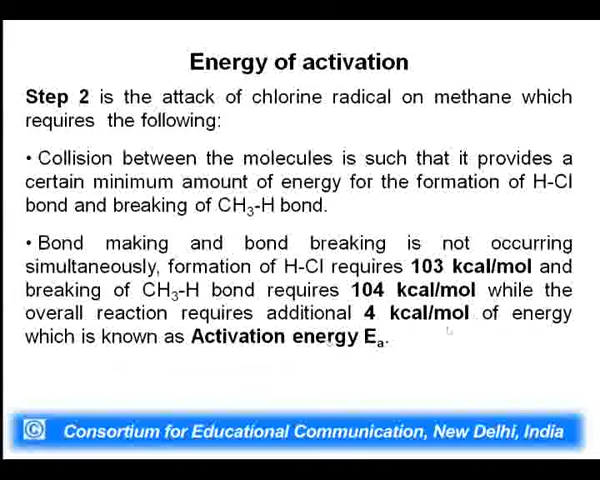 Energy of activation
Step 2 is the attack of chlorine radical on methane which
requires the following:
• Collision between the molecules is such that it provides a
certain minimum amount of energy for the formation of H-Cl
bond and breaking of CH₃-H bond.
• Bond making and bond breaking is not occurring
simultaneously, formation of H-Cl requires 103 kcal/mol and
breaking of CH₃-H bond requires 104 kcal/mol while the
overall reaction requires additional 4 kcal/mol of energy
which is known as Activation energy Eₐ.
© Consortium for Educational Communication, New Delhi, India